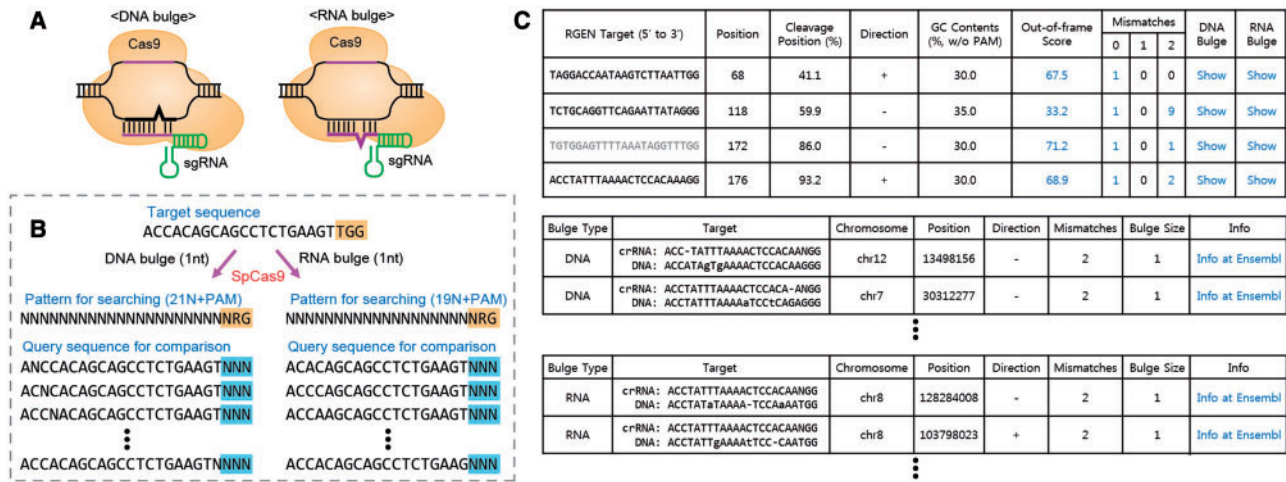 A
<DNA bulge>
<RNA bulge>
Cas9
Cas9
sgRNA
sgRNA
B
Target sequence
ACCACAGCAGCCTCTGAAGTTGG
DNA bulge (1nt)
RNA bulge (1nt)
SpCas9
Pattern for searching (21N+PAM)
NNNNNNNNNNNNNNNNNNNNNNRG
Query sequence for comparison
ANCCACAGCAGCCTCTGAAGTNNN
ACNCACAGCAGCCTCTGAAGTNNN
ACCNACAGCAGCCTCTGAAGTNNN
ACCACAGCAGCCTCTGAAGTNNNN
Pattern for searching (19N+PAM)
NNNNNNNNNNNNNNNNNNNNRG
Query sequence for comparison
ACACAGCAGCCTCTGAAGTNNN
ACCCAGCAGCCTCTGAAGTNNN
ACCAAGCAGCCTCTGAAGTNNN
ACCACAGCAGCCTCTGAAGNNN
C
RGEN Target (5' to 3') Position Cleavage Position (%) Direction GC Contents (%, w/o PAM) Out-of-frame Score Mismatches 0 1 2 DNA Bulge RNA Bulge
TAGGACCAATAAGTCTTAATTGG 68 41.1 + 30.0 67.5 1 0 0 Show Show
TCTGCAGGTTCAGAATTATAGGG 118 59.9 - 35.0 33.2 1 0 9 Show Show
TGTGGAGTTTTAAATAGGTTTGG 172 86.0 - 30.0 71.2 1 0 1 Show Show
ACCTATTTAAAACTCCACAAAGG 176 93.2 + 30.0 68.9 1 0 2 Show Show
Bulge Type Target Chromosome Position Direction Mismatches Bulge Size Info
DNA crRNA: ACC-TATTTAAAACTCCACAANGG chr12 13498156 - 2 1 Info at Ensembl
DNA: ACCATAgTgAAAACTCCACAAGGG
DNA crRNA: ACCTATTTAAAACTCCACA-ANGG chr7 30312277 - 2 1 Info at Ensembl
DNA: ACCTATTTAAAAaTCCtCAGAGGG
Bulge Type Target Chromosome Position Direction Mismatches Bulge Size Info
RNA crRNA: ACCTATTTAAAACTCCACAANGG chr8 128284008 - 2 1 Info at Ensembl
DNA: ACCTATaTAAAA-TCCAaAATGG
RNA crRNA: ACCTATTTAAAACTCCACAANGG chr8 103798023 + 2 1 Info at Ensembl
DNA: ACCTATTgAAAAtTCC-CAATGG